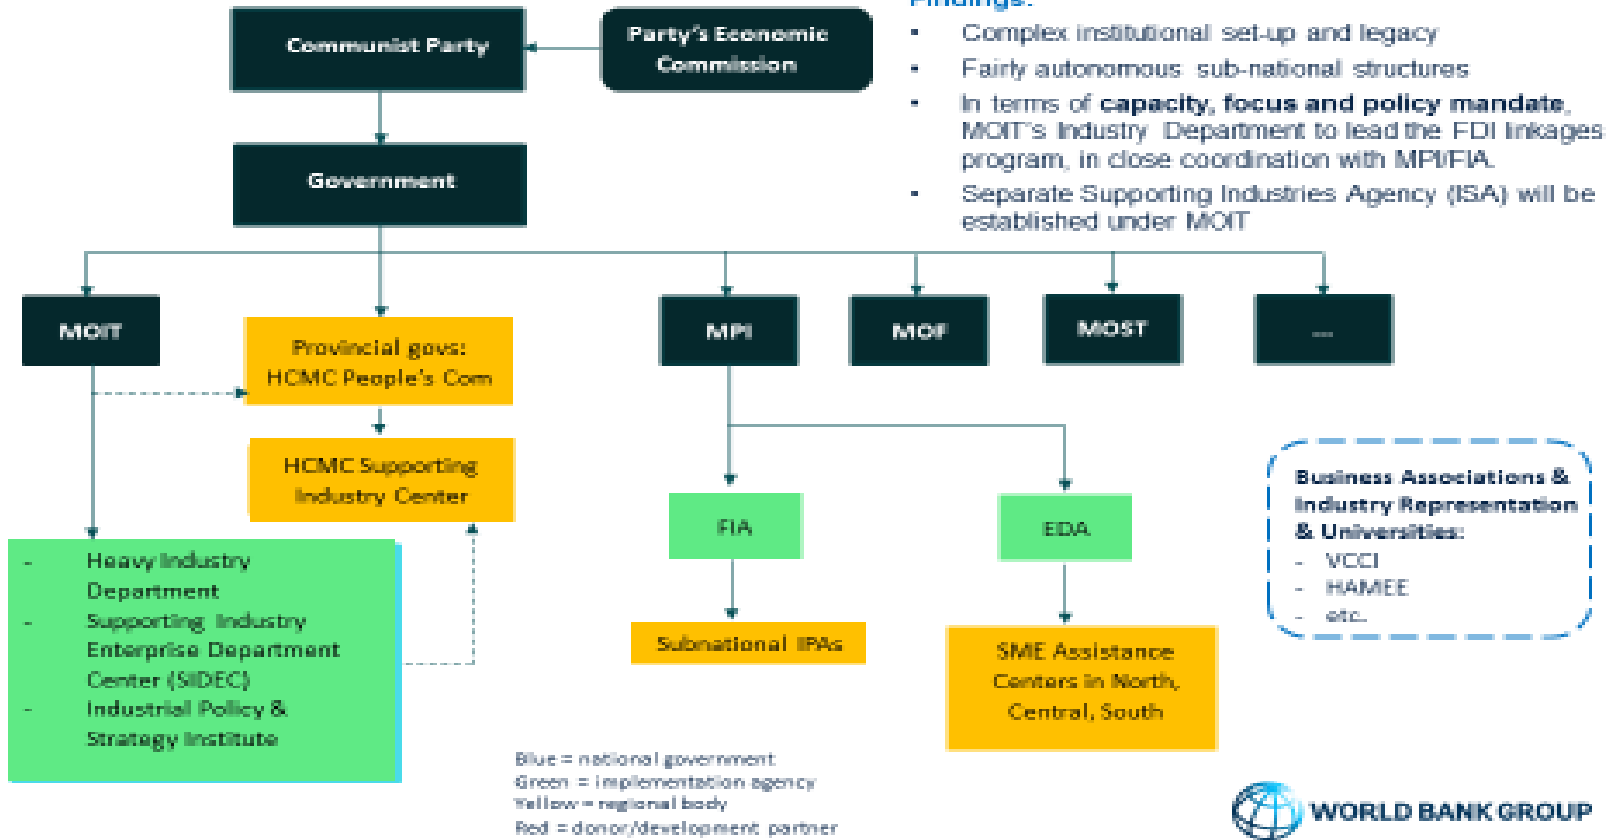 Findings:
Communist Party
Party's Economic
Commission
• Complex institutional set-up and legacy
• Fairly autonomous sub-national structures
• In terms of capacity, focus and policy mandate,
MOIT's Industry Department to lead the FDI linkages
program, in close coordination with MPI/FIA.
• Separate Supporting Industries Agency (ISA) will be
established under MOIT
Government
MOIT
Provincial govs:
HCMC People's Com
MPI
MOF
MOST
...
HCMC Supporting
Industry Center
FIA
EDA
Business Associations &
Industry Representation
& Universities:
- VCCI
- HAMEE
- etc.
- Heavy Industry
Department
- Supporting Industry
Enterprise Department
Center (SIDEC)
- Industrial Policy &
Strategy Institute
Subnational IPAs
SME Assistance
Centers in North,
Central, South
Blue = national government
Green = implementation agency
Yellow = regional body
Red = donor/development partner
WORLD BANK GROUP